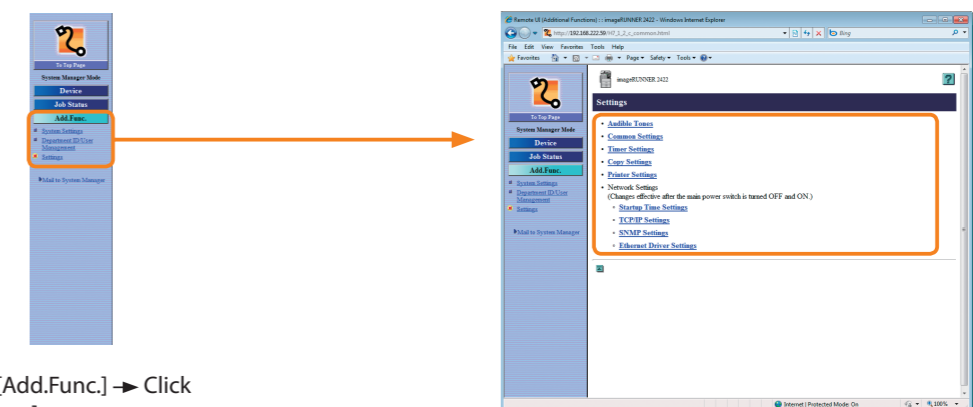 To Top Page
System Manager Mode
Device
Job Status
Add.Func.
System Settings
Department ID/User
Management
Settings
Mail to System Manager
[Add.Func.] → Click
Remote UI (Additional Functions) : : imageRUNNER 2422 - Windows Internet Explorer
Bing
File Edit View Favorites Tools Help
Favorites Page Safety Tools
To Top Page
System Manager Mode
Device
Job Status
Add.Func.
System Settings
Department ID/User
Management
Settings
Mail to System Manager
imageRUNNER 2422
Settings
• Audible Tones
• Common Settings
• Timer Settings
• Copy Settings
• Printer Settings
• Network Settings
(Changes effective after the main power switch is turned OFF and ON.)
Startup Time Settings
TCP/IP Settings
SNMP Settings
Ethernet Driver Settings
Internet | Protected Mode: On 100%